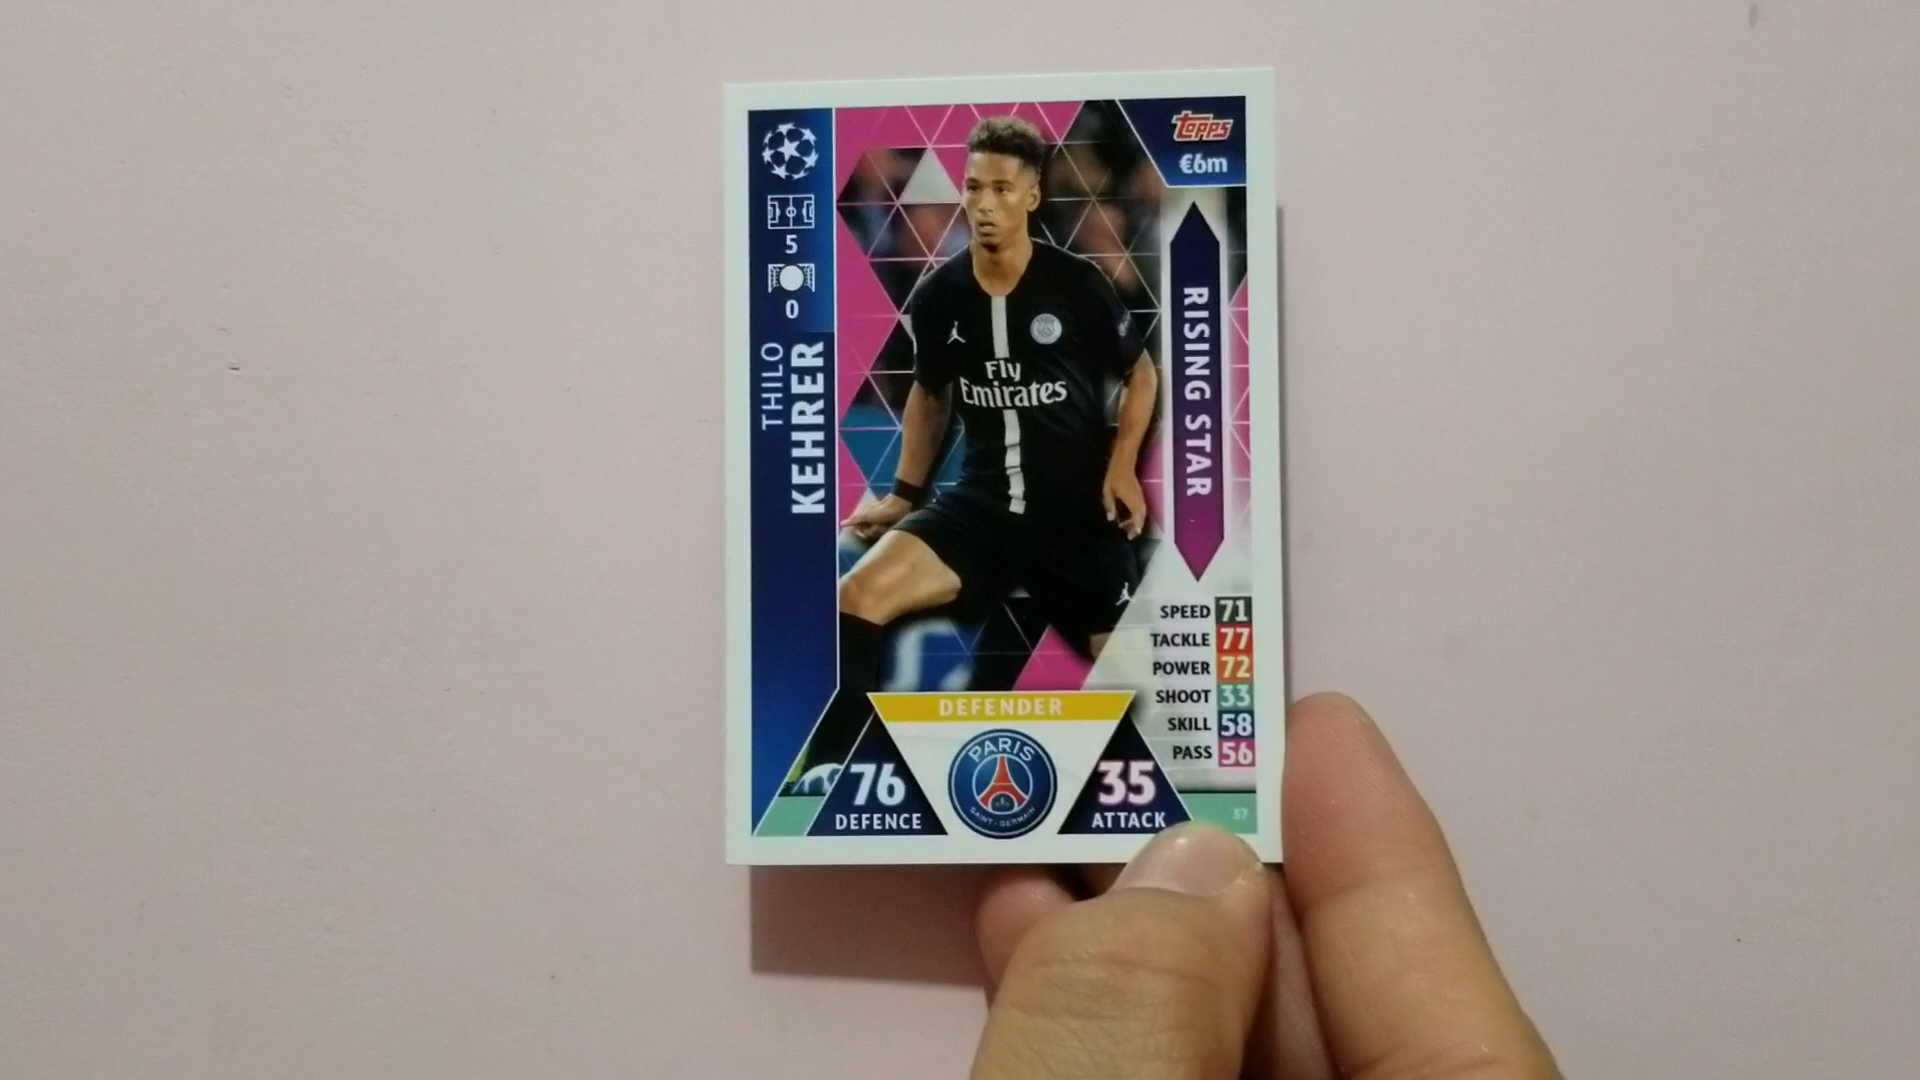 topps
€6m
5
0
THILO
KEHRER
RISING STAR
Fly
Emirates
SPEED 71
TACKLE 77
POWER 72
SHOOT 33
SKILL 58
PASS 56
DEFENDER
PARIS
SAINT-GERMAIN
76
DEFENCE
35
ATTACK
57